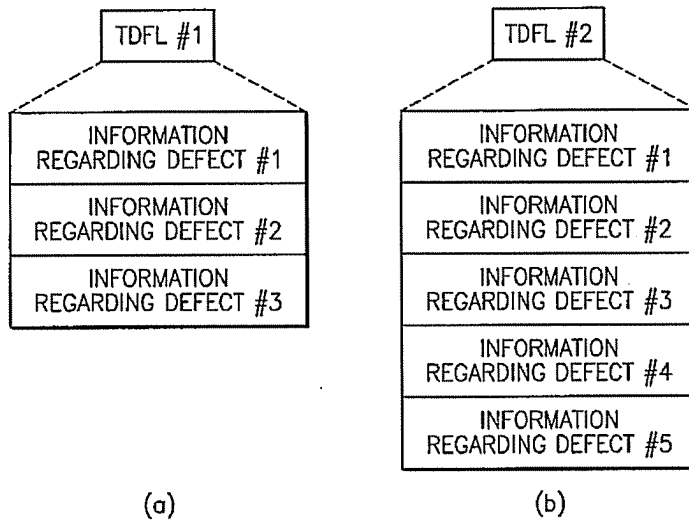 TDFL #1
INFORMATION
REGARDING DEFECT #1
INFORMATION
REGARDING DEFECT #2
INFORMATION
REGARDING DEFECT #3
(a)
TDFL #2
INFORMATION
REGARDING DEFECT #1
INFORMATION
REGARDING DEFECT #2
INFORMATION
REGARDING DEFECT #3
INFORMATION
REGARDING DEFECT #4
INFORMATION
REGARDING DEFECT #5
(b)